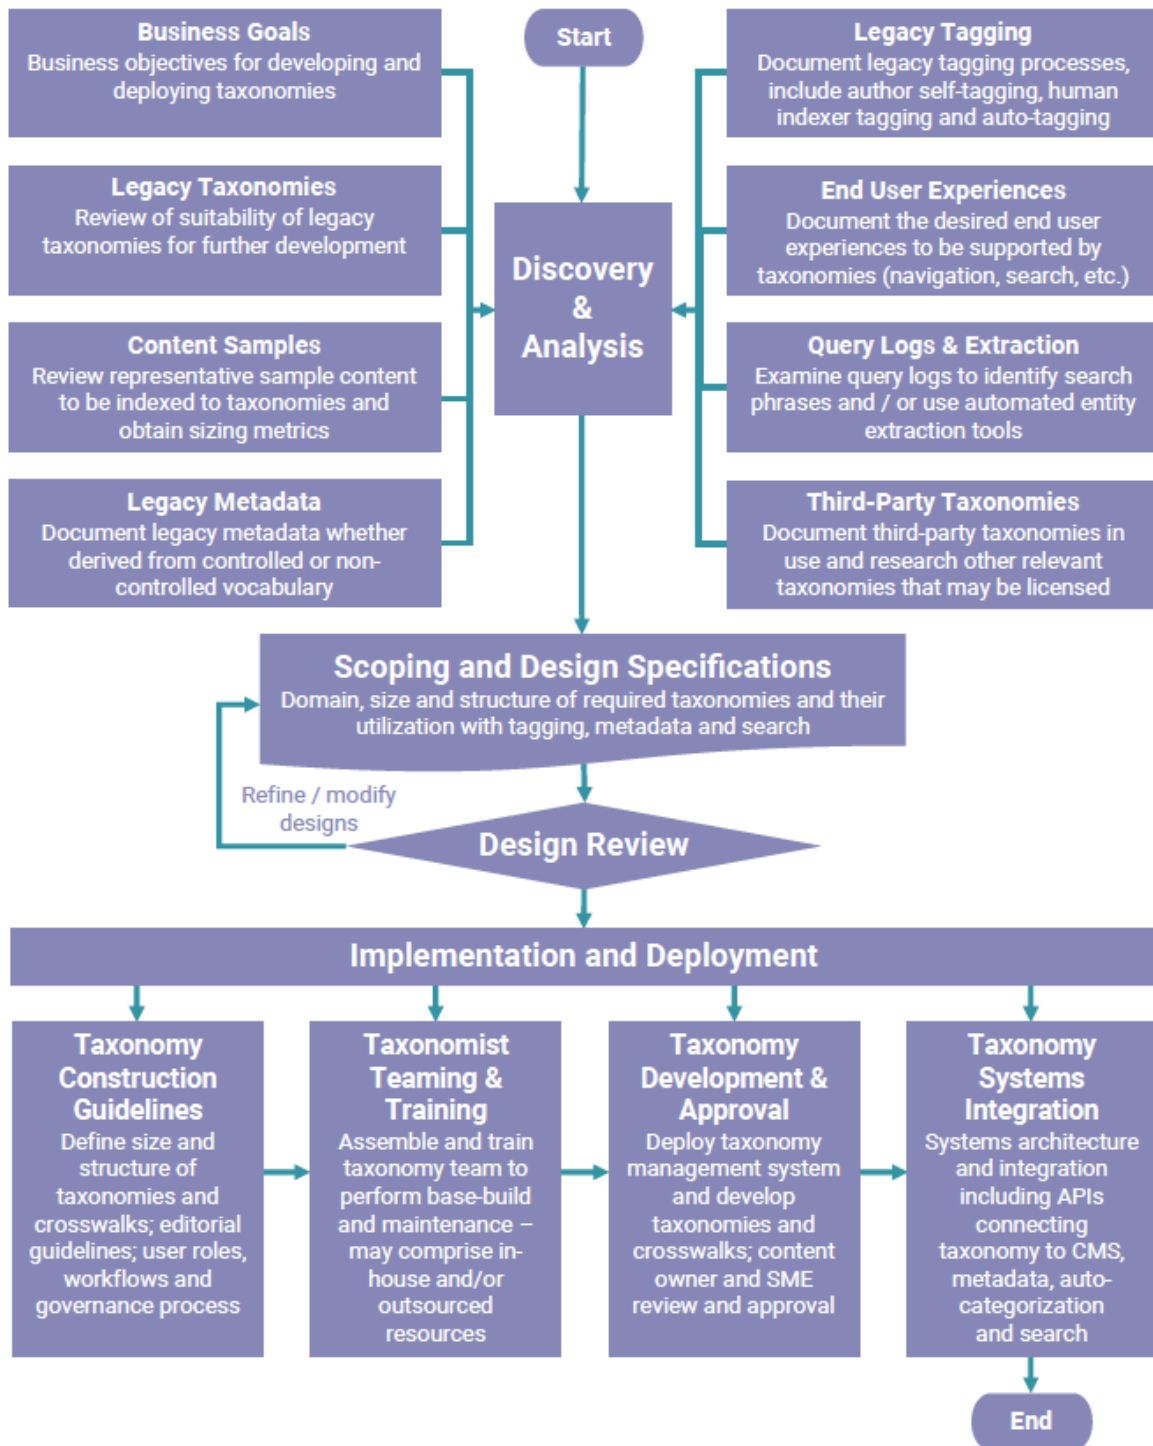 Start
Business Goals
Business objectives for developing and
deploying taxonomies
Legacy Taxonomies
Review of suitability of legacy
taxonomies for further development
Content Samples
Review representative sample content
to be indexed to taxonomies and
obtain sizing metrics
Legacy Metadata
Document legacy metadata whether
derived from controlled or non-
controlled vocabulary
Discovery
&
Analysis
Legacy Tagging
Document legacy tagging processes,
include author self-tagging, human
indexer tagging and auto-tagging
End User Experiences
Document the desired end user
experiences to be supported by
taxonomies (navigation, search, etc.)
Query Logs & Extraction
Examine query logs to identify search
phrases and / or use automated entity
extraction tools
Third-Party Taxonomies
Document third-party taxonomies in
use and research other relevant
taxonomies that may be licensed
Scoping and Design Specifications
Domain, size and structure of required taxonomies and their
utilization with tagging, metadata and search
Refine / modify
designs
Design Review
Implementation and Deployment
Taxonomy
Construction
Guidelines
Define size and
structure of
taxonomies and
crosswalks; editorial
guidelines; user roles,
workflows and
governance process
Taxonomist
Teaming &
Training
Assemble and train
taxonomy team to
perform base-build
and maintenance –
may comprise in-
house and/or
outsourced
resources
Taxonomy
Development &
Approval
Deploy taxonomy
management system
and develop
taxonomies and
crosswalks; content
owner and SME
review and approval
Taxonomy
Systems
Integration
Systems architecture
and integration
including APIs
connecting
taxonomy to CMS,
metadata, auto-
categorization
and search
End